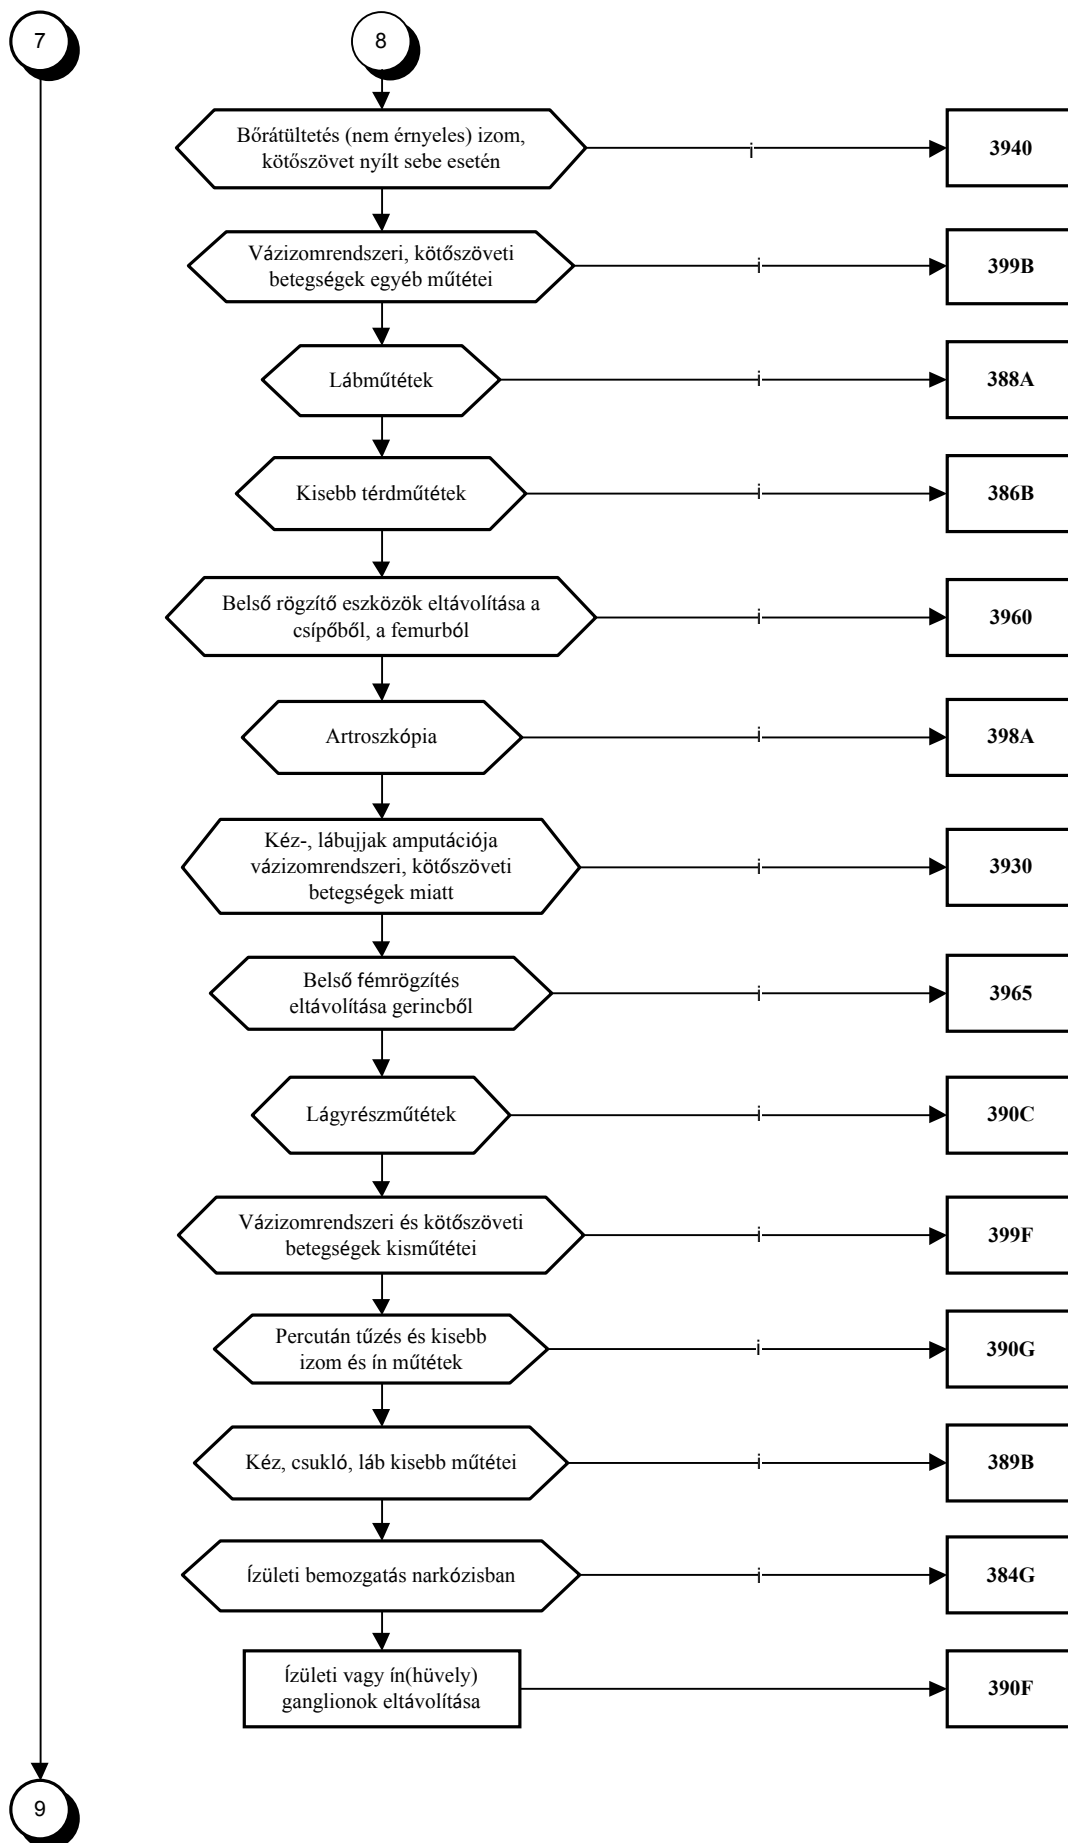 7
8
Bőrátültetés (nem érnyeles) izom,
kötőszövet nyílt sebe esetén
i
3940
Vázizomrendszeri, kötőszöveti
betegségek egyéb műtétei
i
399B
Lábműtétek
i
388A
Kisebb térdműtétek
i
386B
Belső rögzítő eszközök eltávolítása a
csípőből, a femurból
i
3960
Artroszkópia
i
398A
Kéz-, lábujjak amputációja
vázizomrendszeri, kötőszöveti
betegségek miatt
i
3930
Belső fémrögzítés
eltávolítása gerincből
i
3965
Lágyrészműtétek
i
390C
Vázizomrendszeri és kötőszöveti
betegségek kisműtétei
i
399F
Percután tűzés és kisebb
izom és ín műtétek
i
390G
Kéz, csukló, láb kisebb műtétei
i
389B
Ízületi bemozgatás narkózisban
i
384G
Ízületi vagy ín(hüvely)
ganglionok eltávolítása
390F
9